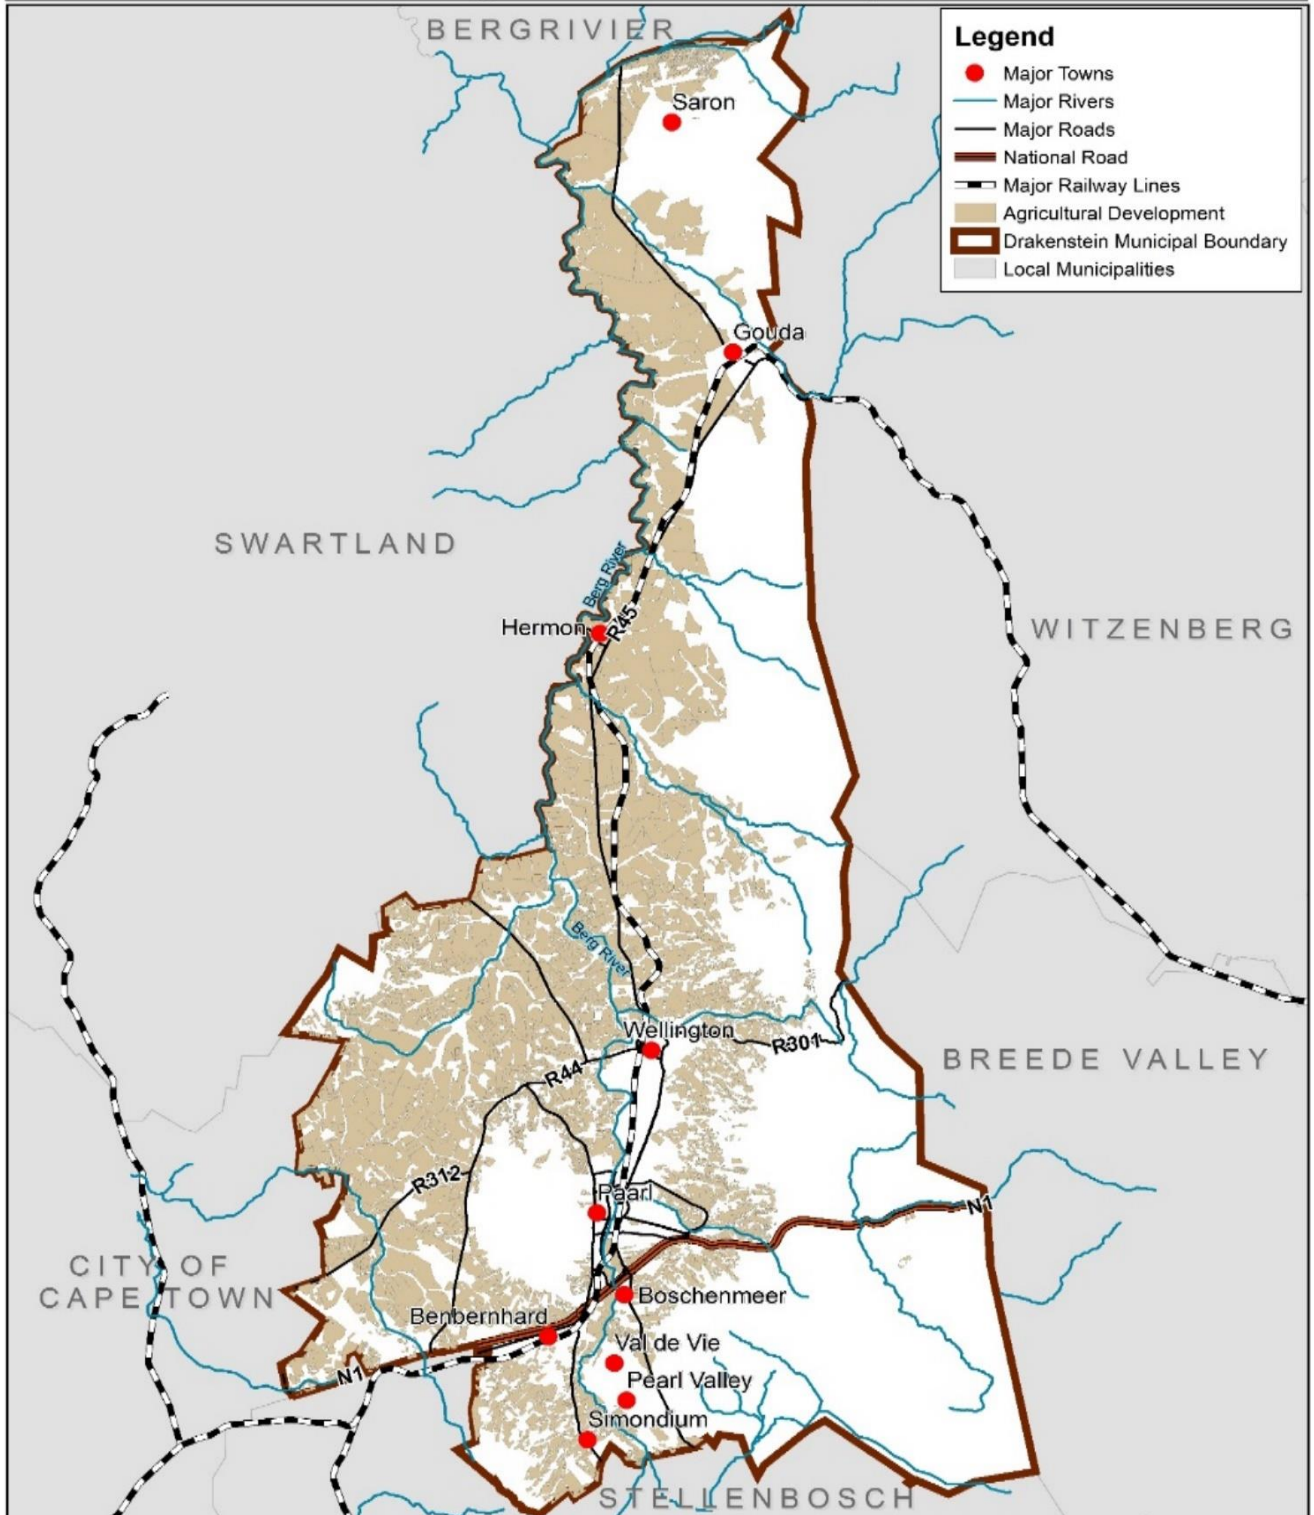 BERGRIVIER
Legend
Major Towns
Major Rivers
Major Roads
National Road
Major Railway Lines
Agricultural Development
Drakenstein Municipal Boundary
Local Municipalities
Saron
Gouda
SWARTLAND
Berg River
Hermon
R45
WITZENBERG
Berg River
Wellington
R301
BREEDE VALLEY
R44
R312
Paarl
N1
CITY OF
CAPE TOWN
Boschenmeer
Benbernhard
Val de Vie
N1
Pearl Valley
Simondium
STELLENBOSCH